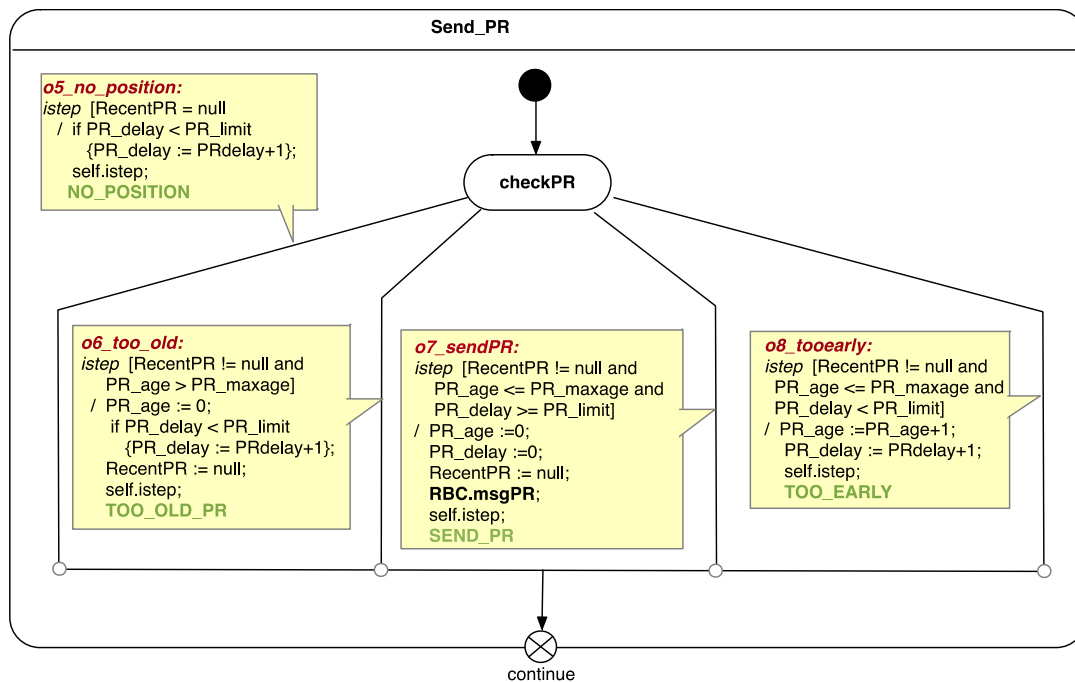 Send_PR
o5_no_position:
istep [RecentPR = null
/ if PR_delay < PR_limit
{PR_delay := PRdelay+1};
self.istep;
NO_POSITION
checkPR
o6_too_old:
istep [RecentPR != null and
PR_age > PR_maxage]
/ PR_age := 0;
if PR_delay < PR_limit
{PR_delay := PRdelay+1};
RecentPR := null;
self.istep;
TOO_OLD_PR
o7_sendPR:
istep [RecentPR != null and
PR_age <= PR_maxage and
PR_delay >= PR_limit]
/ PR_age :=0;
PR_delay :=0;
RecentPR := null;
RBC.msgPR;
self.istep;
SEND_PR
o8_tooearly:
istep [RecentPR != null and
PR_age <= PR_maxage and
PR_delay < PR_limit]
/ PR_age :=PR_age+1;
PR_delay := PRdelay+1;
self.istep;
TOO_EARLY
continue